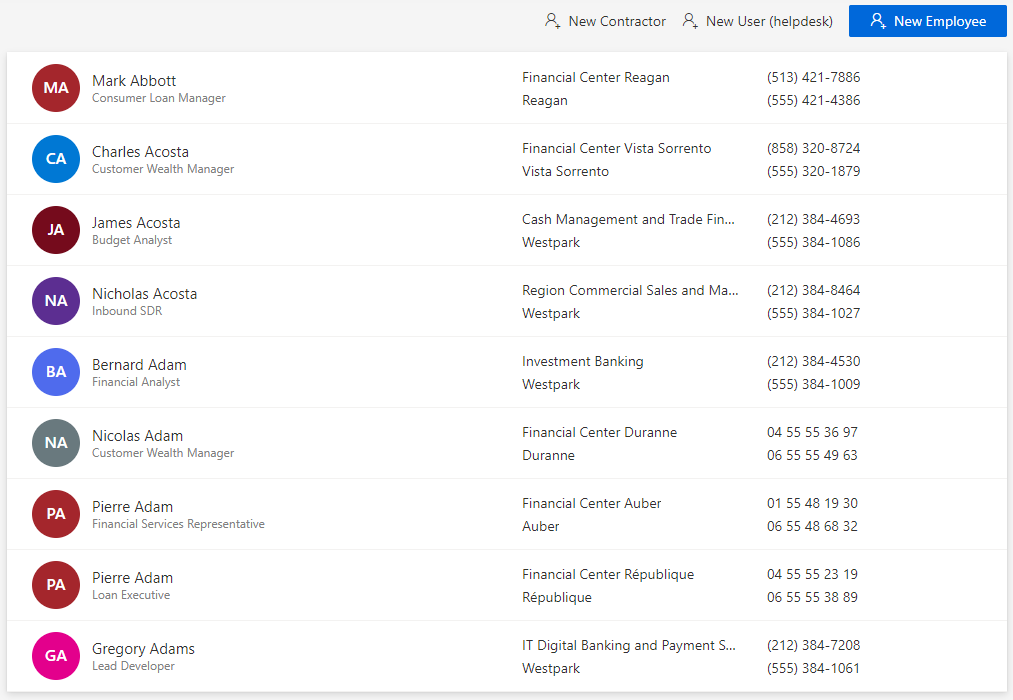 New Contractor New User (helpdesk) New Employee
MA Mark Abbott Financial Center Reagan (513) 421-7886
Consumer Loan Manager Reagan (555) 421-4386
CA Charles Acosta Financial Center Vista Sorrento (858) 320-8724
Customer Wealth Manager Vista Sorrento (555) 320-1879
JA James Acosta Cash Management and Trade Fin... (212) 384-4693
Budget Analyst Westpark (555) 384-1086
NA Nicholas Acosta Region Commercial Sales and Ma... (212) 384-8464
Inbound SDR Westpark (555) 384-1027
BA Bernard Adam Investment Banking (212) 384-4530
Financial Analyst Westpark (555) 384-1009
NA Nicolas Adam Financial Center Duranne 04 55 55 36 97
Customer Wealth Manager Duranne 06 55 55 49 63
PA Pierre Adam Financial Center Auber 01 55 48 19 30
Financial Services Representative Auber 06 55 48 68 32
PA Pierre Adam Financial Center République 04 55 55 23 19
Loan Executive République 06 55 55 38 89
GA Gregory Adams IT Digital Banking and Payment S... (212) 384-7208
Lead Developer Westpark (555) 384-1061